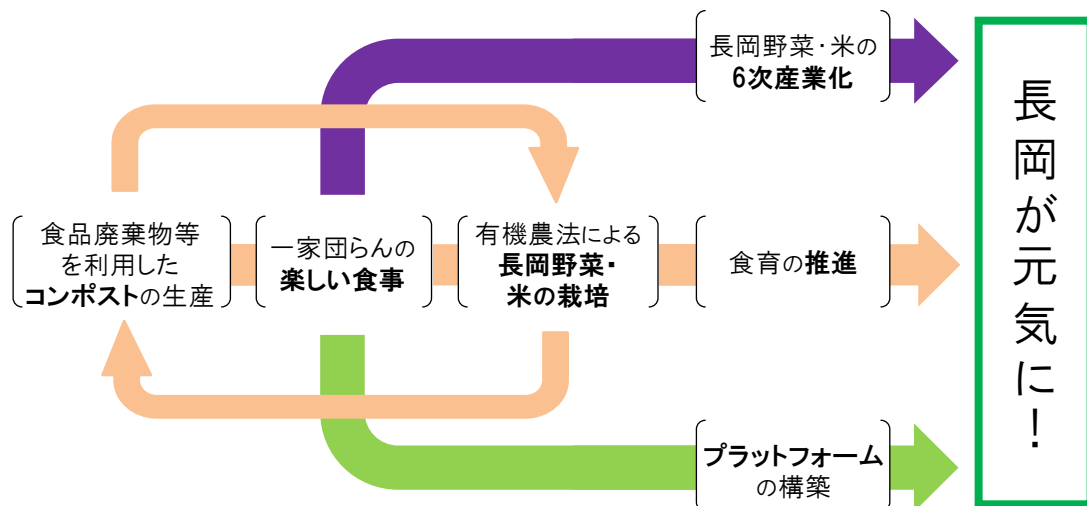 長岡野菜・米の
6次産業化
食品廃棄物等
を利用した
コンポストの生産
一家団らんの
楽しい食事
有機農法による
長岡野菜・
米の栽培
食育の推進
プラットフォーム
の構築
長岡が元気に!